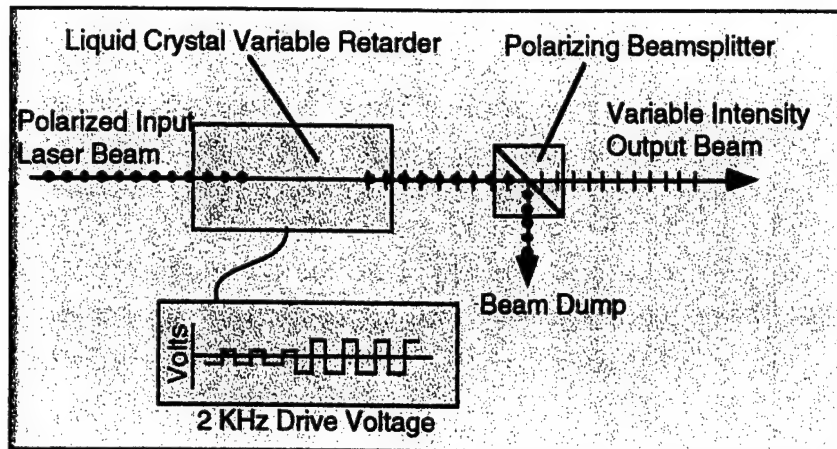 Liquid Crystal Variable Retarder
Polarizing Beamsplitter
Polarized Input
Laser Beam
Variable Intensity
Output Beam
Beam Dump
Volts
2 KHz Drive Voltage